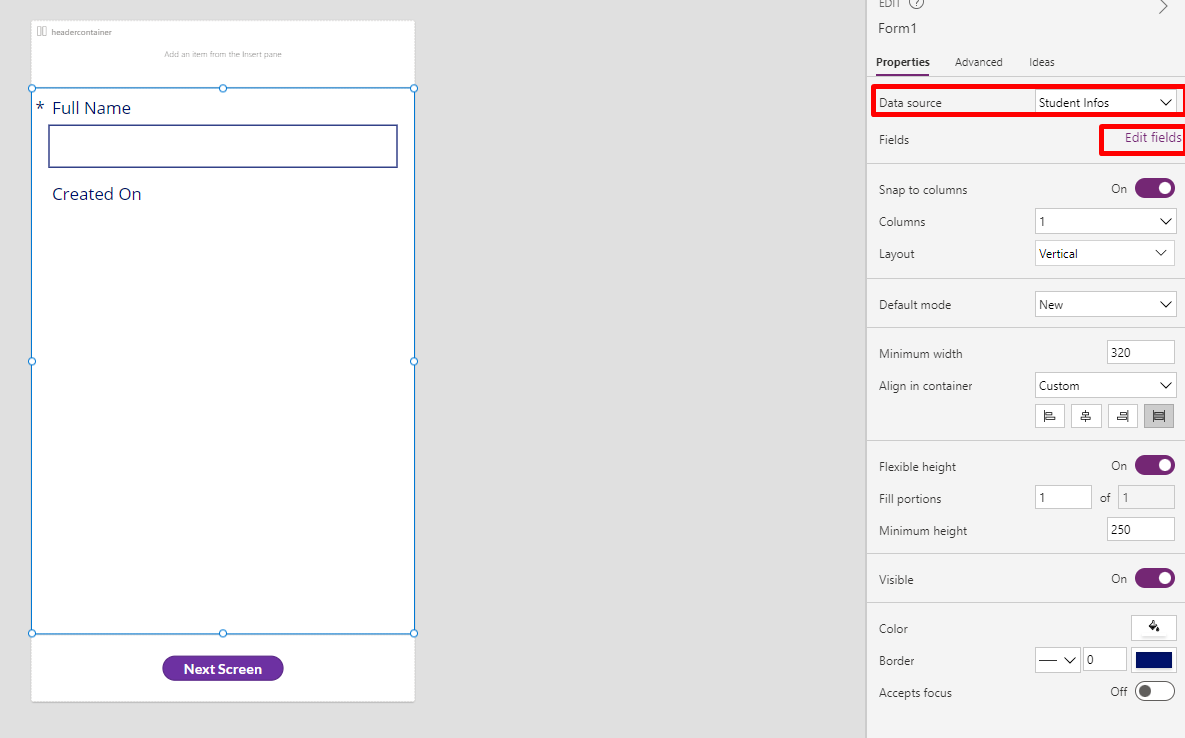 headercontainer
Add an item from the Insert pane
* Full Name
Created On
Next Screen
EDIT ?
Form1
Properties Advanced Ideas
Data source Student Infos
Fields Edit fields
Snap to columns On
Columns 1
Layout Vertical
Default mode New
Minimum width 320
Align in container Custom
Flexible height On
Fill portions 1 of 1
Minimum height 250
Visible On
Color
Border 0
Accepts focus Off